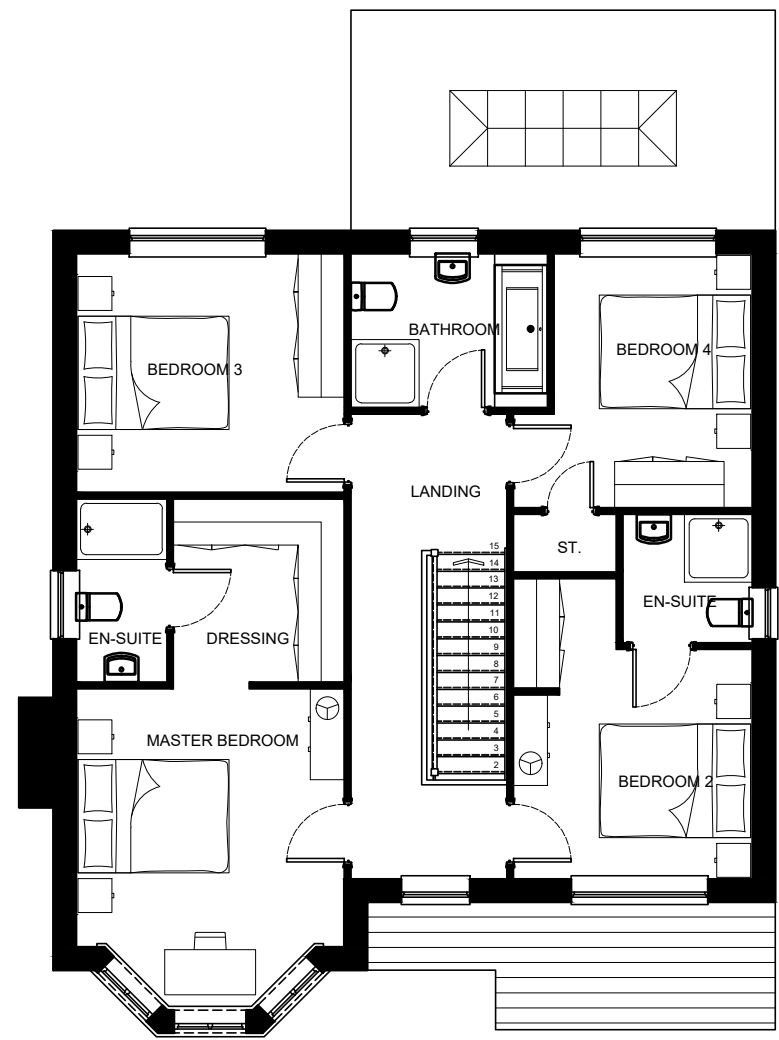 BATHROOM
BEDROOM 3
BEDROOM 4
LANDING
ST.
15
14
13
12
11
10
9
8
7
6
5
4
3
2
EN-SUITE
EN-SUITE
DRESSING
MASTER BEDROOM
BEDROOM 2